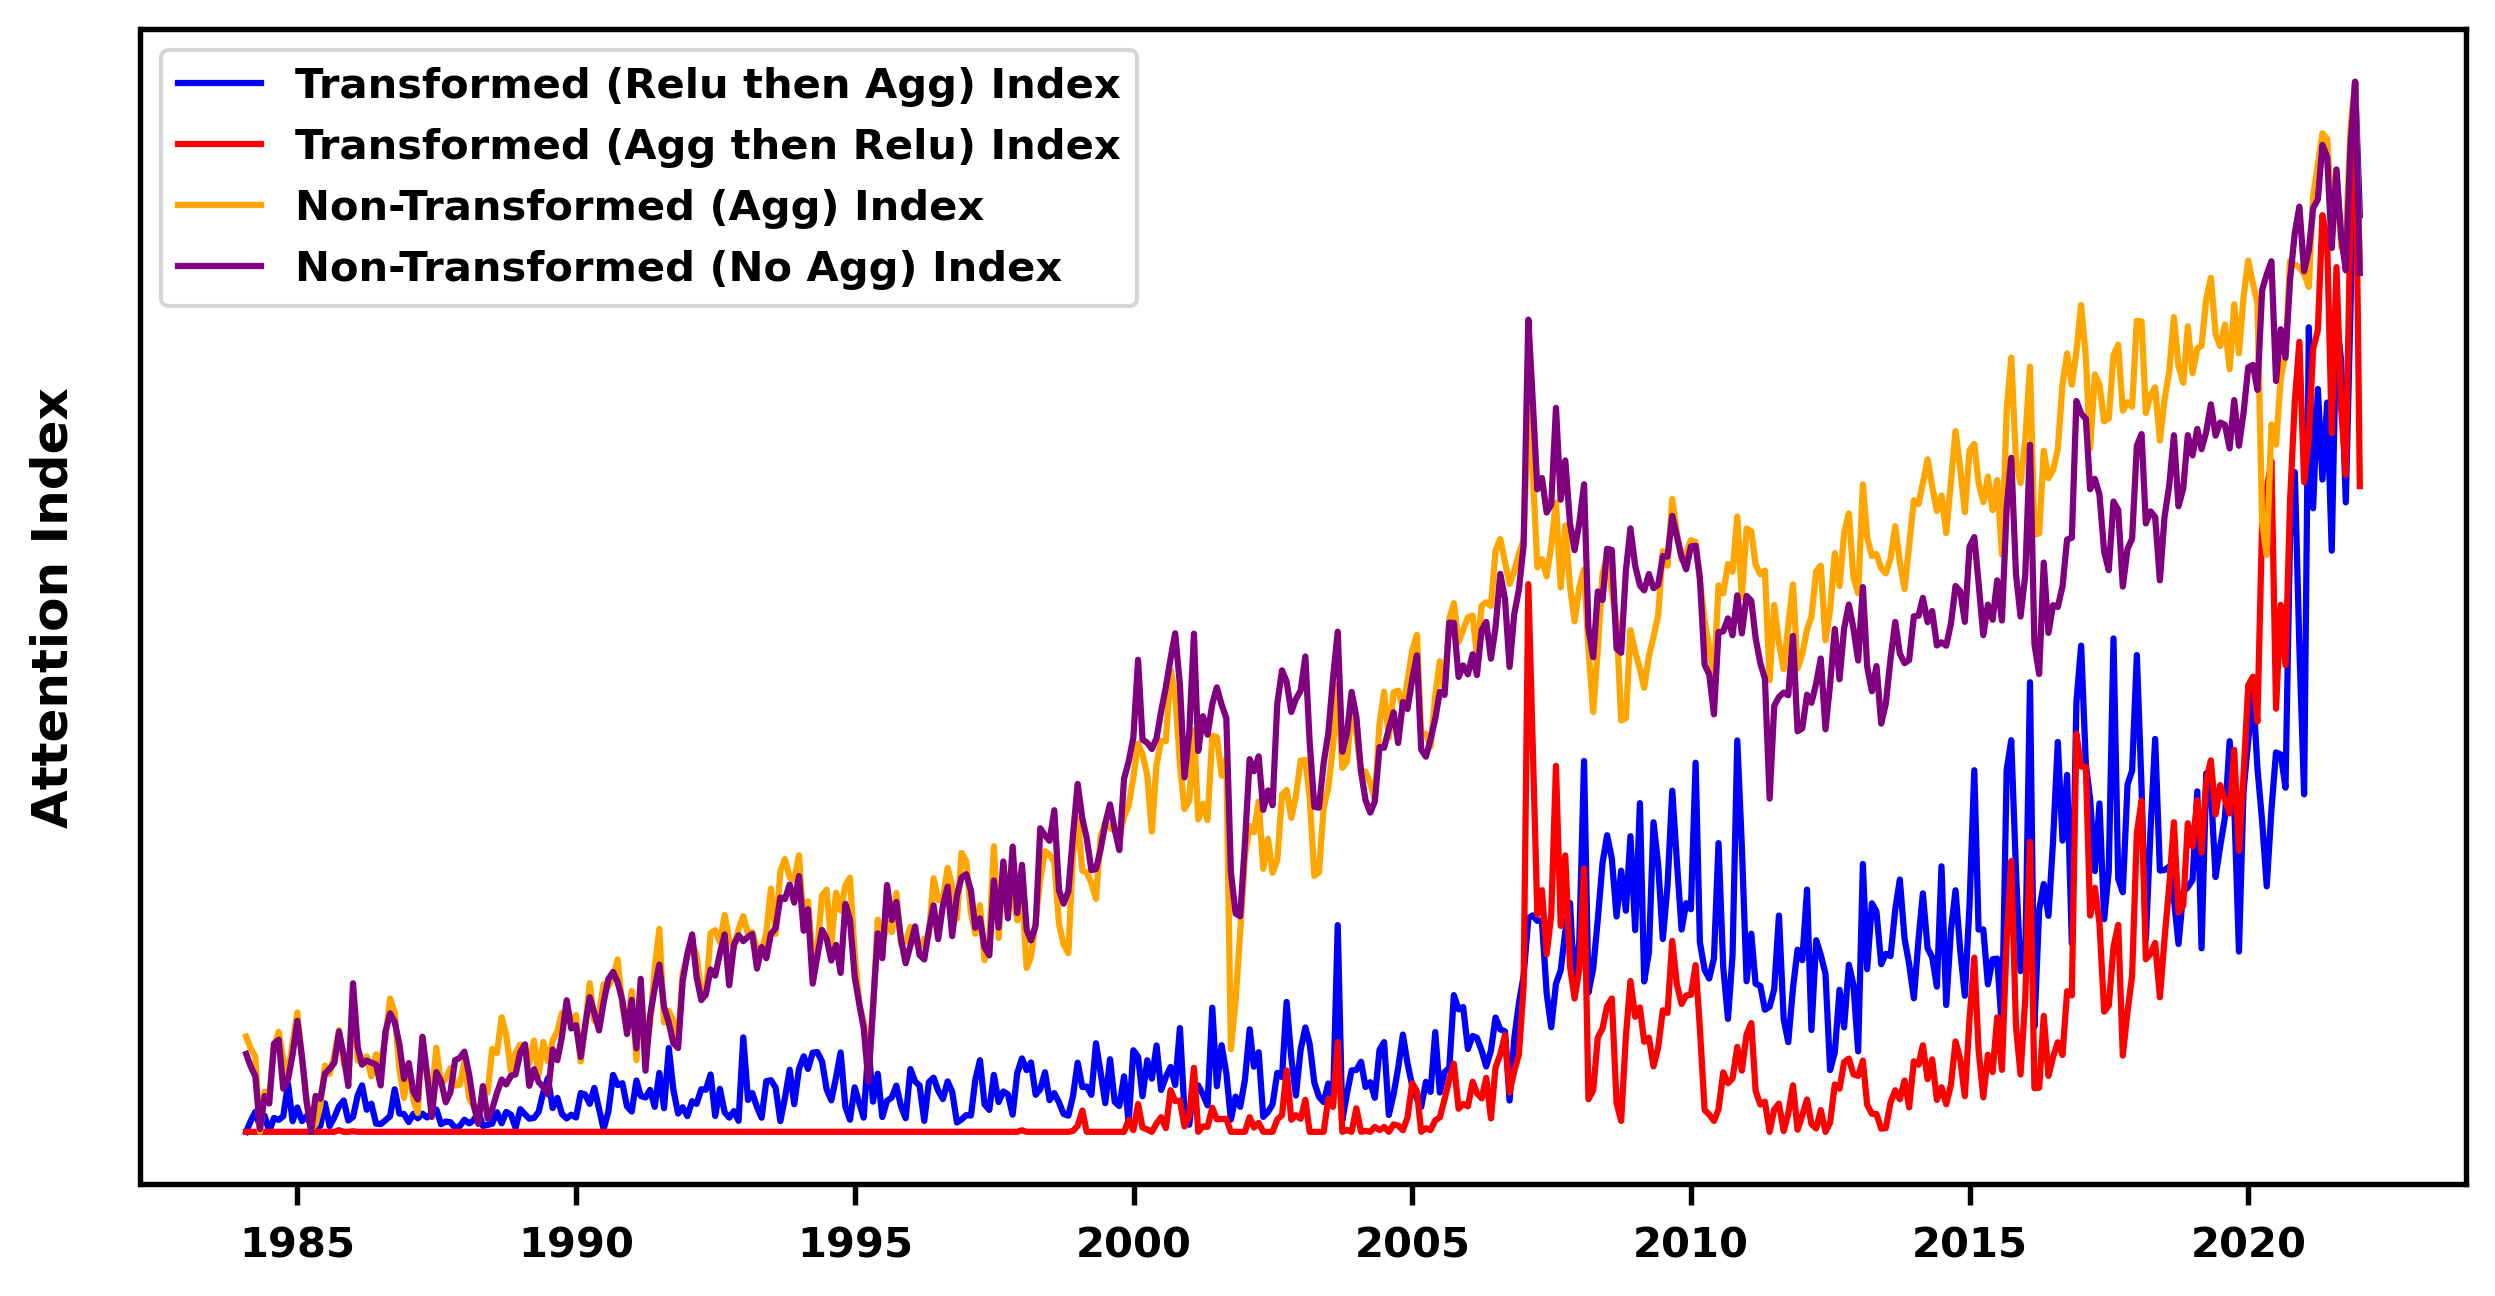 Transformed (Relu then Agg) Index
Transformed (Agg then Relu) Index
Non-Transformed (Agg) Index
Non-Transformed (No Agg) Index
Attention Index
1985 1990 1995 2000 2005 2010 2015 2020